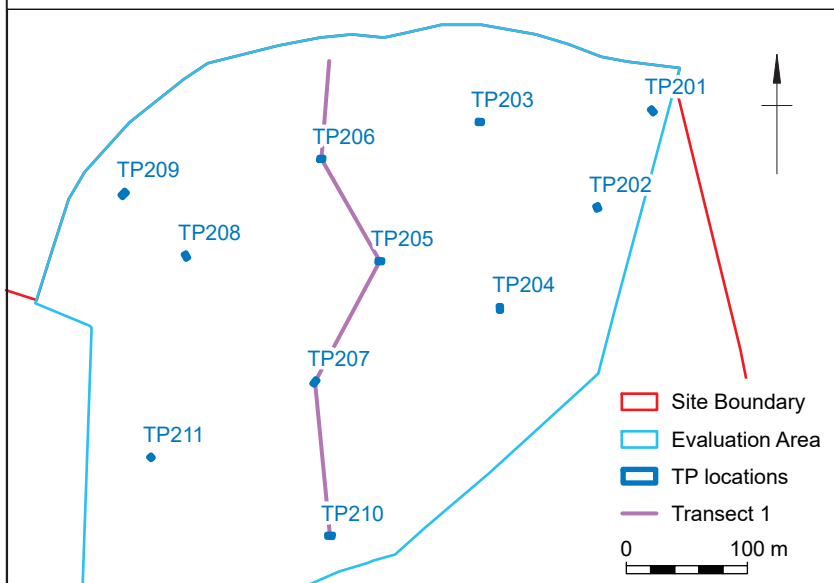 TP201
TP203
TP206
TP209
TP202
TP208
TP205
TP204
TP207
TP211
TP210
Site Boundary
Evaluation Area
TP locations
Transect 1
0 100 m